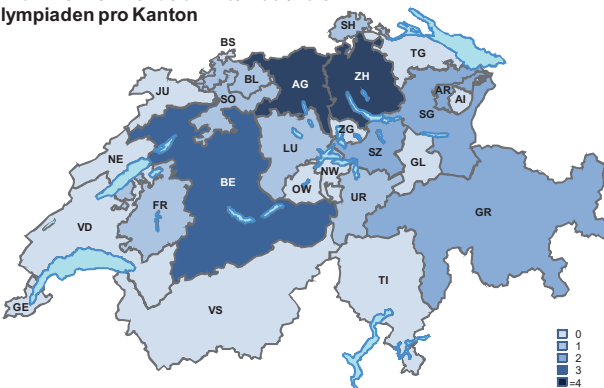 lympiaden pro Kanton
SH
BS
TG
BL
AG
ZH
JU
SO
AR
AI
SG
ZG
LU
SZ
NE
GL
NW
BE
OW
UR
FR
GR
VD
TI
GE
VS
0
1
2
3
=4